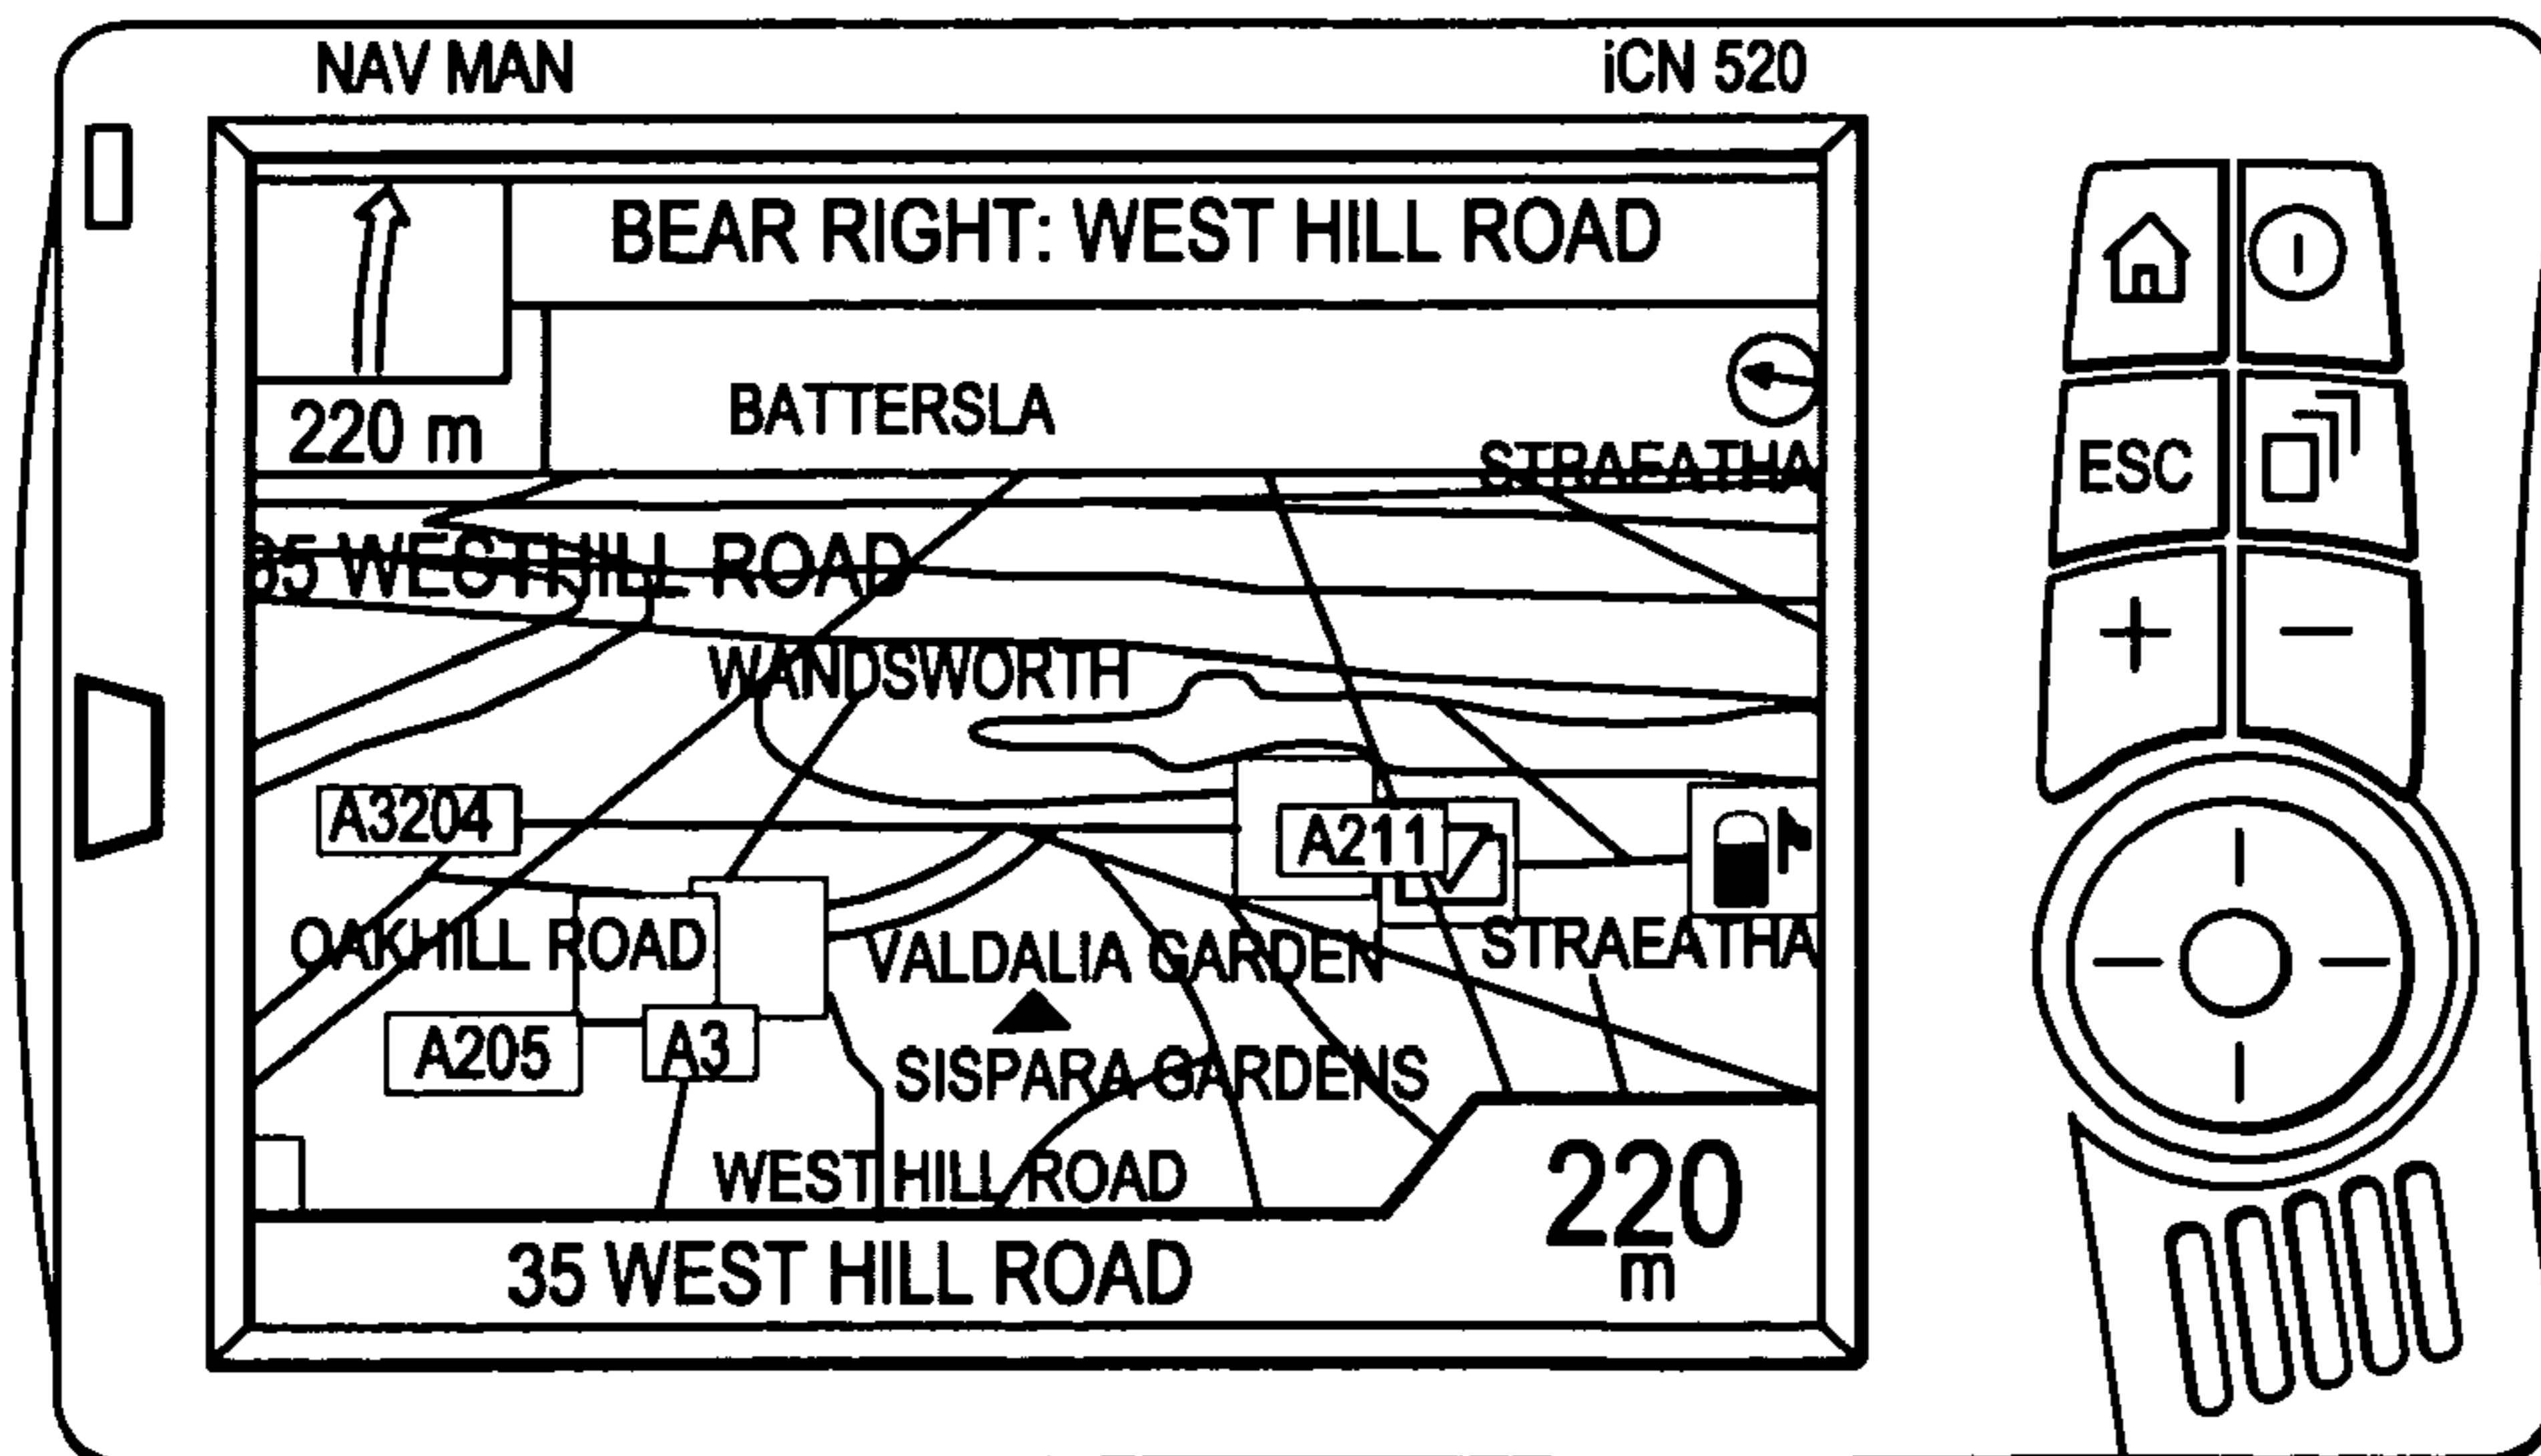 NAV MAN
iCN 520
BEAR RIGHT: WEST HILL ROAD
220 m
BATTERSLA
STRAEATHA
35 WESTHILL ROAD
WANDSWORTH
A3204
A211
OAKHILL ROAD
VALDALIA GARDEN
STRAEATHA
A205
A3
SISPARA GARDENS
WEST HILL ROAD
35 WEST HILL ROAD
220
m
ESC
+
−